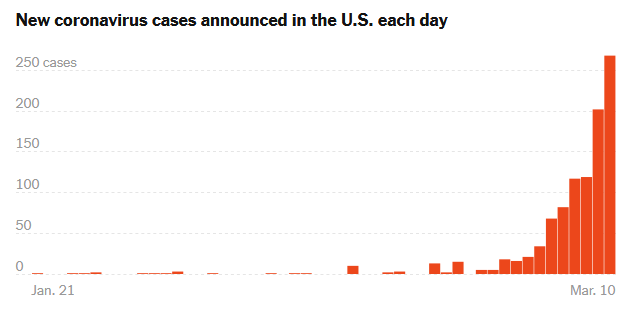 New coronavirus cases announced in the U.S. each day
250 cases
200
150
100
50
0
Jan. 21 Mar. 10